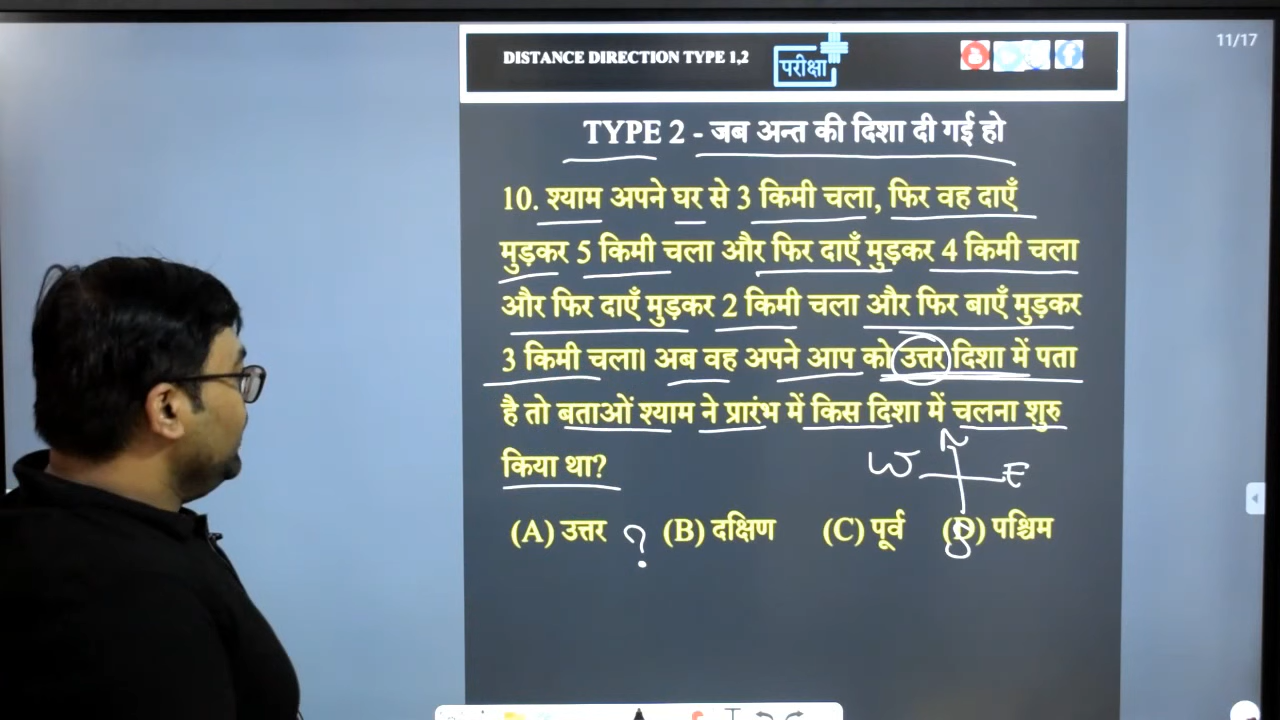 11/17
DISTANCE DIRECTION TYPE 1,2
परीक्षा
TYPE 2 - जब अन्त की दिशा दी गई हो
10. श्याम अपने घर से 3 किमी चला, फिर वह दाएँ
मुड़कर 5 किमी चला और फिर दाएँ मुड़कर 4 किमी चला
और फिर दाएँ मुड़कर 2 किमी चला और फिर बाएँ मुड़कर
3 किमी चला। अब वह अपने आप को उत्तर दिशा में पता
है तो बताओं श्याम ने प्रारंभ में किस दिशा में चलना शुरु
किया था?
N
W E
S
(A) उत्तर ? (B) दक्षिण (C) पूर्व (D) पश्चिम